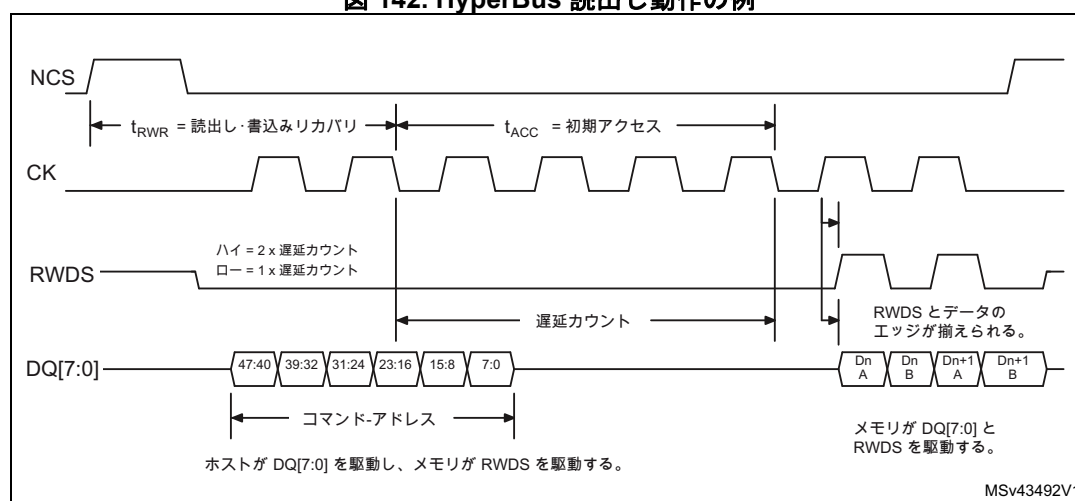 図 142. HyperBus 読出し動作の例
NCS
tRWR = 読出し·書込みリカバリ
tACC = 初期アクセス
CK
ハイ = 2 x 遅延カウント
ロー = 1 x 遅延カウント
RWDS
RWDS とデータの
エッジが揃えられる。
遅延カウント
DQ[7:0]
47:40 39:32 31:24 23:16 15:8 7:0
Dn A
Dn B
Dn+1 A
Dn+1 B
コマンド-アドレス
メモリが DQ[7:0] と
RWDS を駆動する。
ホストが DQ[7:0] を駆動し、メモリが RWDS を駆動する。
MSv43492V1